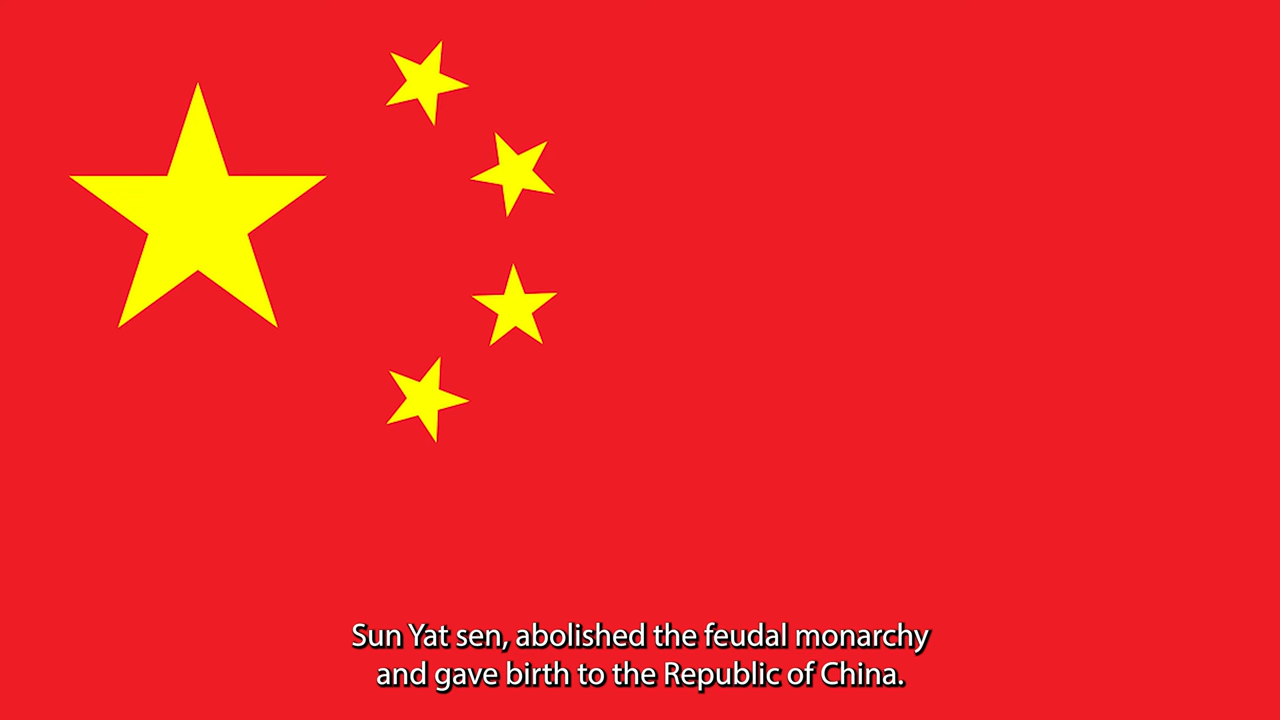 Sun Yat sen, abolished the feudal monarchy
and gave birth to the Republic of China.